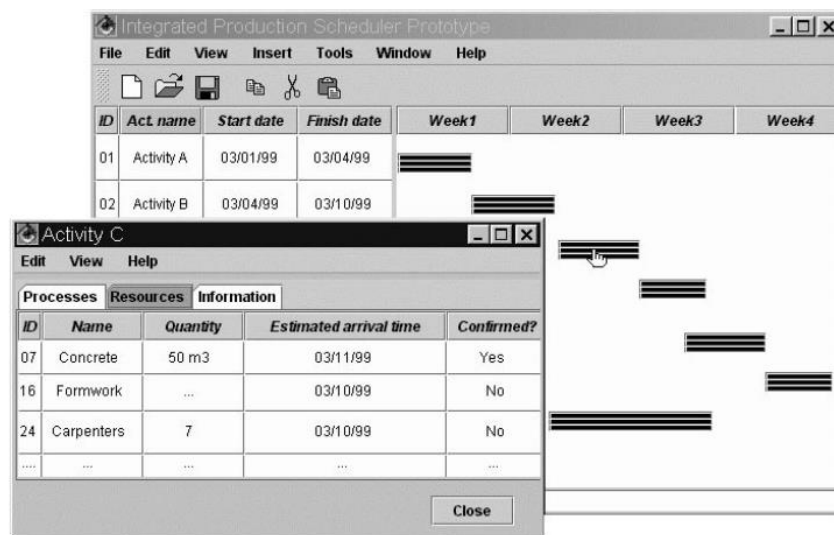 Integrated Production Scheduler Prototype
File Edit View Insert Tools Window Help
ID Act. name Start date Finish date Week1 Week2 Week3 Week4
01 Activity A 03/01/99 03/04/99
02 Activity B 03/04/99 03/10/99
Activity C
Edit View Help
Processes Resources Information
ID Name Quantity Estimated arrival time Confirmed?
07 Concrete 50 m3 03/11/99 Yes
16 Formwork ... 03/10/99 No
24 Carpenters 7 03/10/99 No
.... ... ... ... ...
Close